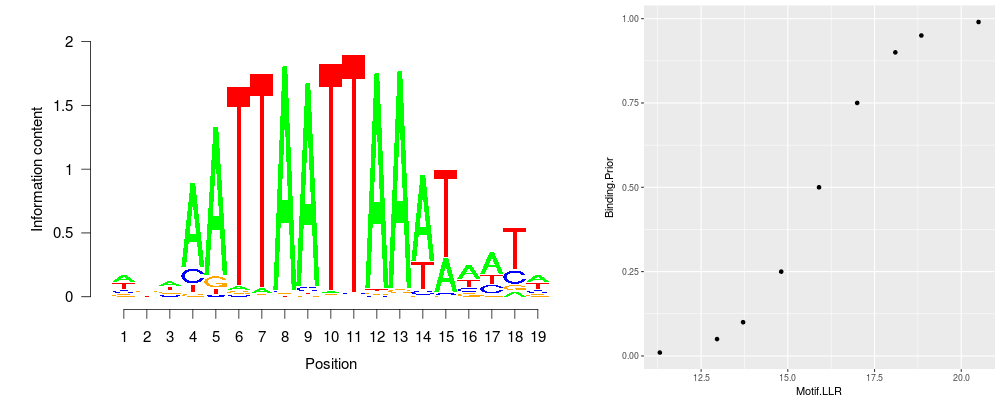 Information content
2
1.5
1
0.5
0
1 2 3 4 5 6 7 8 9 10 11 12 13 14 15 16 17 18 19
Position
A A T T A A T T A A A T T
Binding.Prior
1.00
0.75
0.50
0.25
0.00
12.5 15.0 17.5 20.0
Motif.LLR